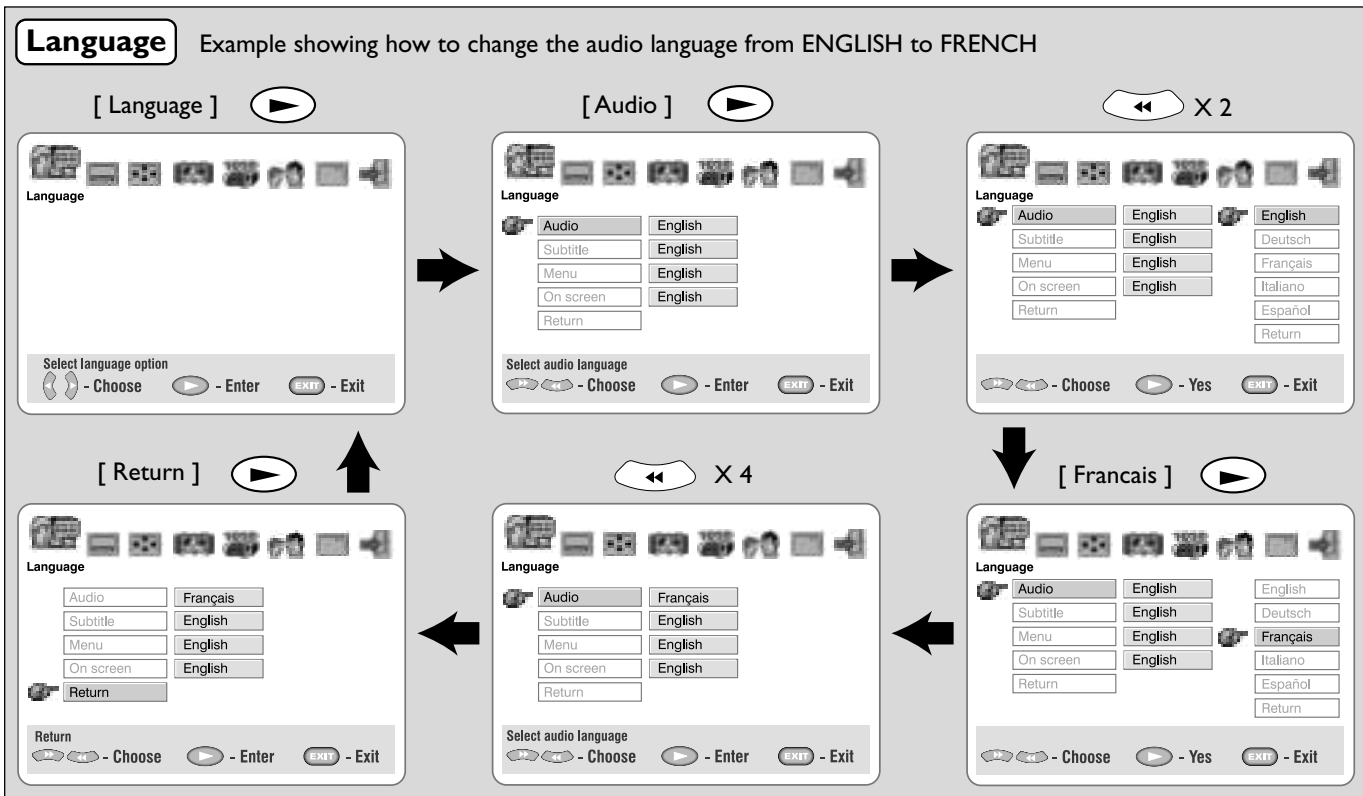 Language Example showing how to change the audio language from ENGLISH to FRENCH
[ Language ]
Language
Select language option
- Choose - Enter EXIT - Exit
[ Audio ]
Language
Audio English
Subtitle English
Menu English
On screen English
Return
Select audio language
- Choose - Enter EXIT - Exit
X 2
Language
Audio English English
Subtitle English Deutsch
Menu English Français
On screen English Italiano
Return Español
Return
- Choose - Yes EXIT - Exit
[ Francais ]
Language
Audio English English
Subtitle English Deutsch
Menu English Français
On screen English Italiano
Return Español
Return
- Choose - Yes EXIT - Exit
X 4
Language
Audio Français
Subtitle English
Menu English
On screen English
Return
Select audio language
- Choose - Enter EXIT - Exit
[ Return ]
Language
Audio Français
Subtitle English
Menu English
On screen English
Return
Return
- Choose - Enter EXIT - Exit